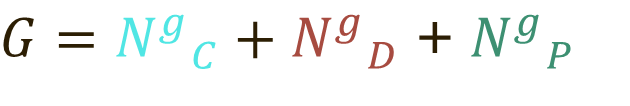 G = N^g_C + N^g_D + N^g_P